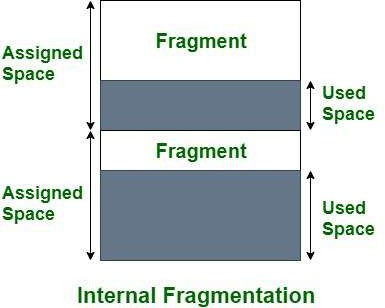 Assigned
Space
Fragment
Used
Space
Assigned
Space
Fragment
Used
Space
Internal Fragmentation